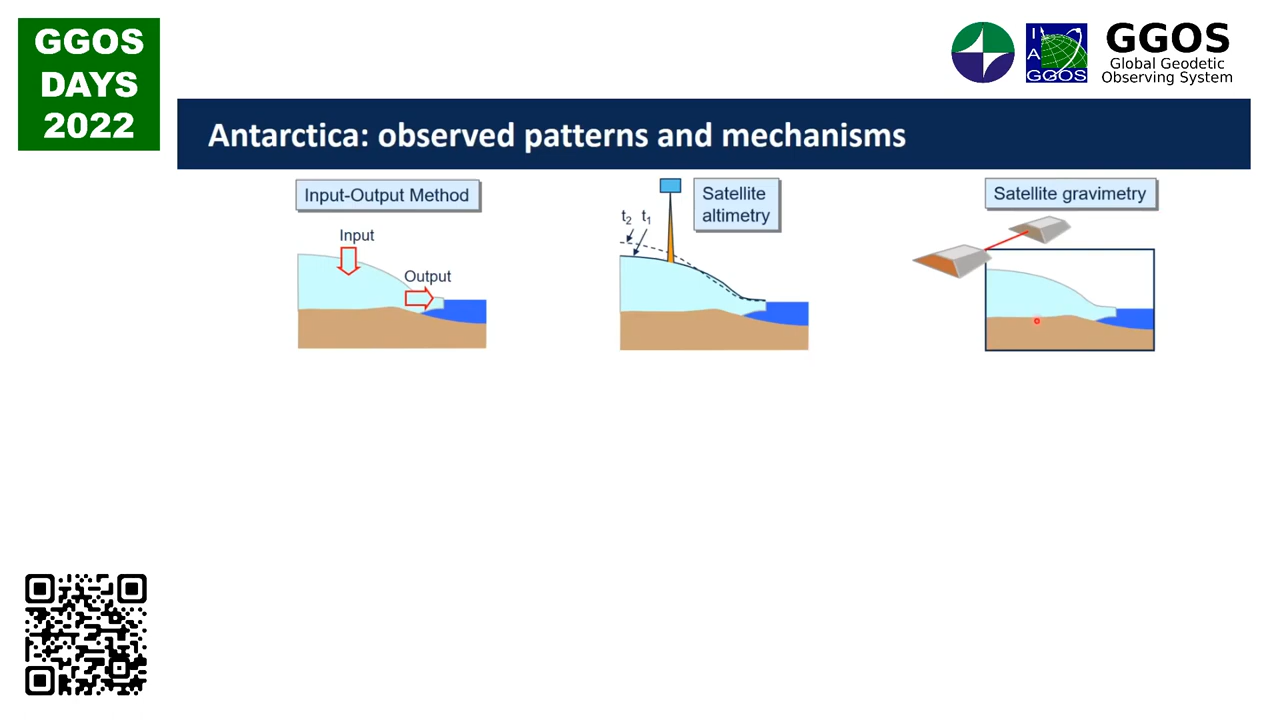 GGOS
DAYS
2022
I
A
GGOS
GGOS
Global Geodetic
Observing System
Antarctica: observed patterns and mechanisms
Input-Output Method
Input
Output
t₂ t₁
Satellite
altimetry
Satellite gravimetry